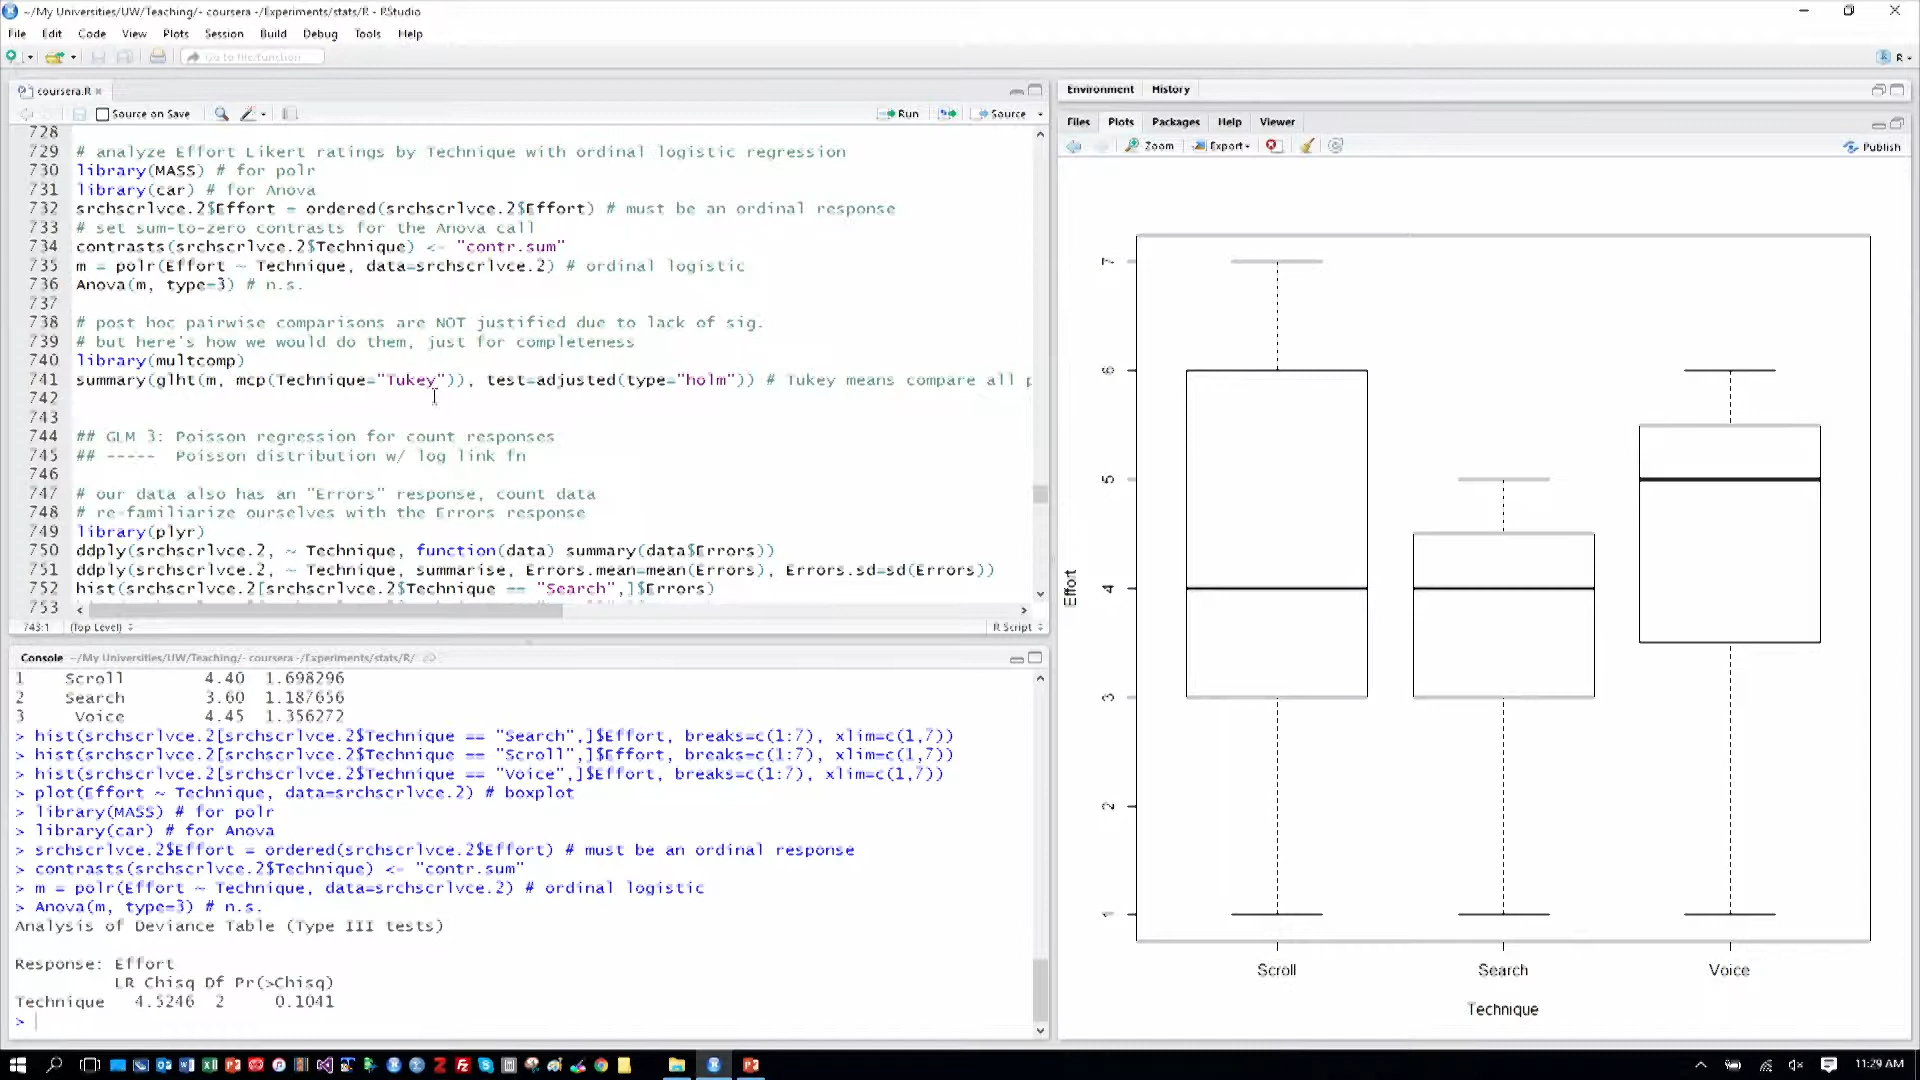 ~/My Universities/UW/Teaching/- coursera -/Experiments/stats/R - RStudio
File Edit Code View Plots Session Build Debug Tools Help
Go to file/function
R
coursera.R
Source on Save
Run
Source
728
729 # analyze Effort Likert ratings by Technique with ordinal logistic regression
730 library(MASS) # for polr
731 library(car) # for Anova
732 srchscrlvce.2$Effort = ordered(srchscrlvce.2$Effort) # must be an ordinal response
733 # set sum-to-zero contrasts for the Anova call
734 contrasts(srchscrlvce.2$Technique) <- "contr.sum"
735 m = polr(Effort ~ Technique, data=srchscrlvce.2) # ordinal logistic
736 Anova(m, type=3) # n.s.
737
738 # post hoc pairwise comparisons are NOT justified due to lack of sig.
739 # but here's how we would do them, just for completeness
740 library(multcomp)
741 summary(glht(m, mcp(Technique="Tukey")), test=adjusted(type="holm")) # Tukey means compare all p
742
743
744 ## GLM 3: Poisson regression for count responses
745 ## ----- Poisson distribution w/ log link fn
746
747 # our data also has an "Errors" response, count data
748 # re-familiarize ourselves with the Errors response
749 library(plyr)
750 ddply(srchscrlvce.2, ~ Technique, function(data) summary(data$Errors))
751 ddply(srchscrlvce.2, ~ Technique, summarise, Errors.mean=mean(Errors), Errors.sd=sd(Errors))
752 hist(srchscrlvce.2[srchscrlvce.2$Technique == "Search",]$Errors)
753
743:1 (Top Level) R Script
Console ~/My Universities/UW/Teaching/- coursera -/Experiments/stats/R/
1 Scroll 4.40 1.698296
2 Search 3.60 1.187656
3 Voice 4.45 1.356272
> hist(srchscrlvce.2[srchscrlvce.2$Technique == "Search",]$Effort, breaks=c(1:7), xlim=c(1,7))
> hist(srchscrlvce.2[srchscrlvce.2$Technique == "Scroll",]$Effort, breaks=c(1:7), xlim=c(1,7))
> hist(srchscrlvce.2[srchscrlvce.2$Technique == "Voice",]$Effort, breaks=c(1:7), xlim=c(1,7))
> plot(Effort ~ Technique, data=srchscrlvce.2) # boxplot
> library(MASS) # for polr
> library(car) # for Anova
> srchscrlvce.2$Effort = ordered(srchscrlvce.2$Effort) # must be an ordinal response
> contrasts(srchscrlvce.2$Technique) <- "contr.sum"
> m = polr(Effort ~ Technique, data=srchscrlvce.2) # ordinal logistic
> Anova(m, type=3) # n.s.
Analysis of Deviance Table (Type III tests)
Response: Effort
LR Chisq Df Pr(>Chisq)
Technique 4.5246 2 0.1041
>
Environment History
Files Plots Packages Help Viewer
Zoom Export Publish
7
6
5
4
3
2
1
Effort
Scroll Search Voice
Technique
11:29 AM